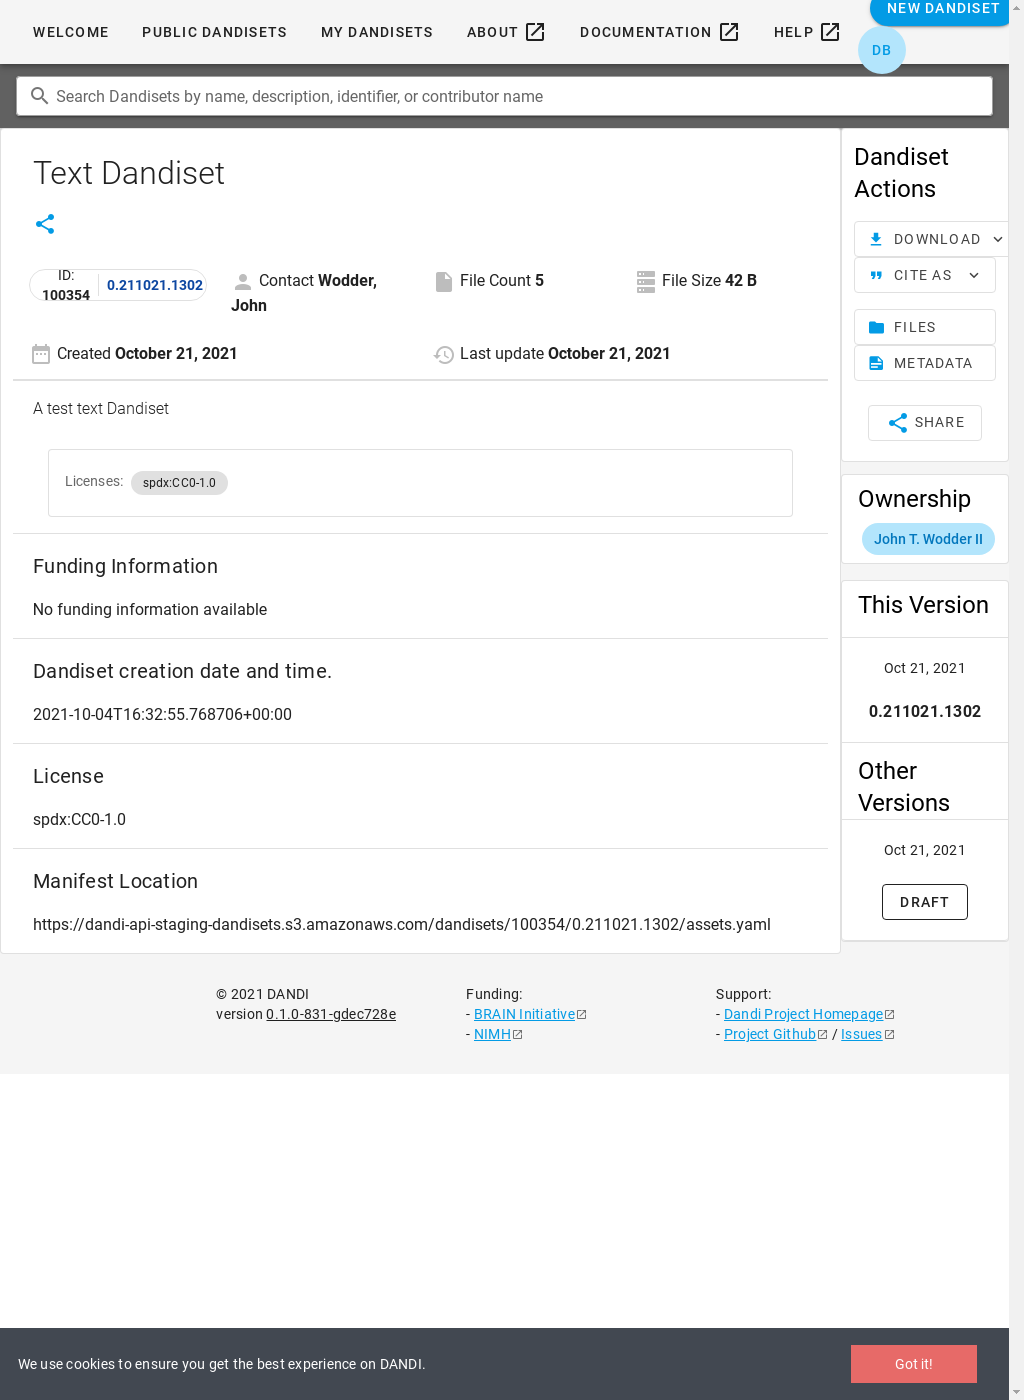 WELCOME PUBLIC DANDISETS MY DANDISETS ABOUT DOCUMENTATION HELP NEW DANDISET
DB
Search Dandisets by name, description, identifier, or contributor name
Text Dandiset
ID: 100354 0.211021.1302
Contact Wodder, John
File Count 5
File Size 42 B
Created October 21, 2021
Last update October 21, 2021
A test text Dandiset
Licenses: spdx:CC0-1.0
Funding Information
No funding information available
Dandiset creation date and time.
2021-10-04T16:32:55.768706+00:00
License
spdx:CC0-1.0
Manifest Location
https://dandi-api-staging-dandisets.s3.amazonaws.com/dandisets/100354/0.211021.1302/assets.yaml
Dandiset
Actions
DOWNLOAD
CITE AS
FILES
METADATA
SHARE
Ownership
John T. Wodder II
This Version
Oct 21, 2021
0.211021.1302
Other
Versions
Oct 21, 2021
DRAFT
© 2021 DANDI
version 0.1.0-831-gdec728e
Funding:
- BRAIN Initiative
- NIMH
Support:
- Dandi Project Homepage
- Project Github / Issues
We use cookies to ensure you get the best experience on DANDI.
Got it!